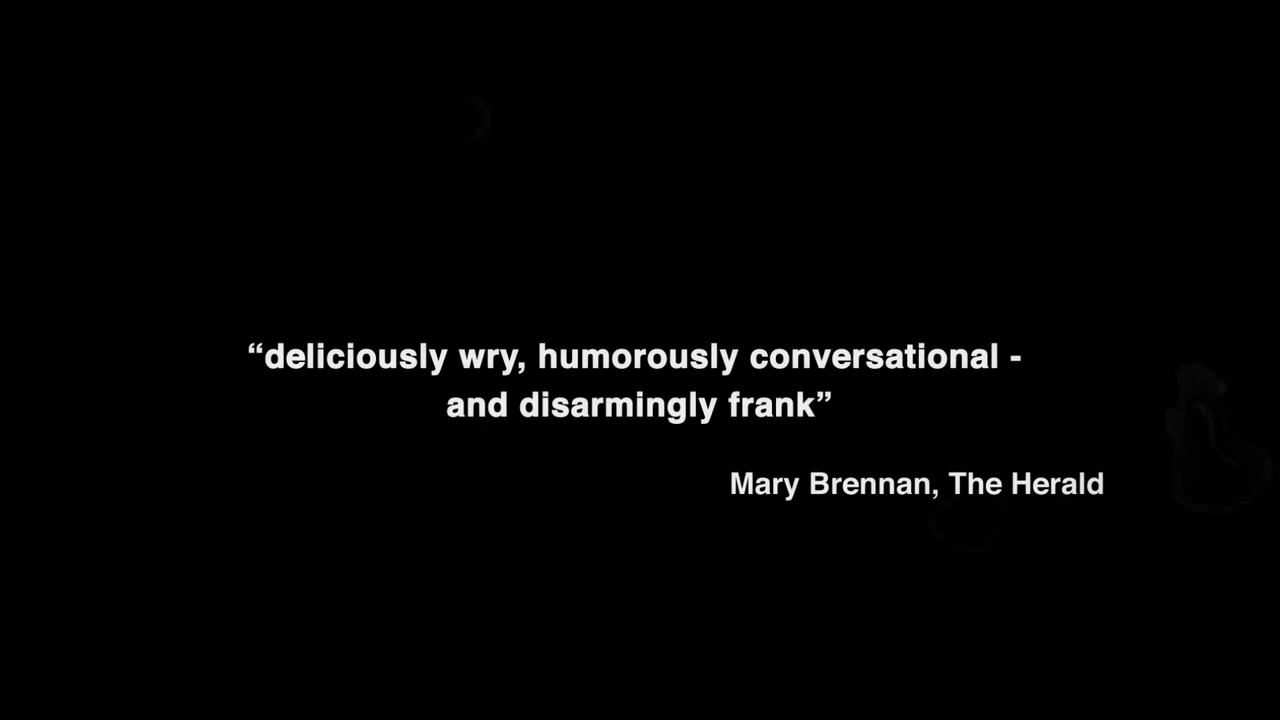 “deliciously wry, humorously conversational -
and disarmingly frank”
Mary Brennan, The Herald